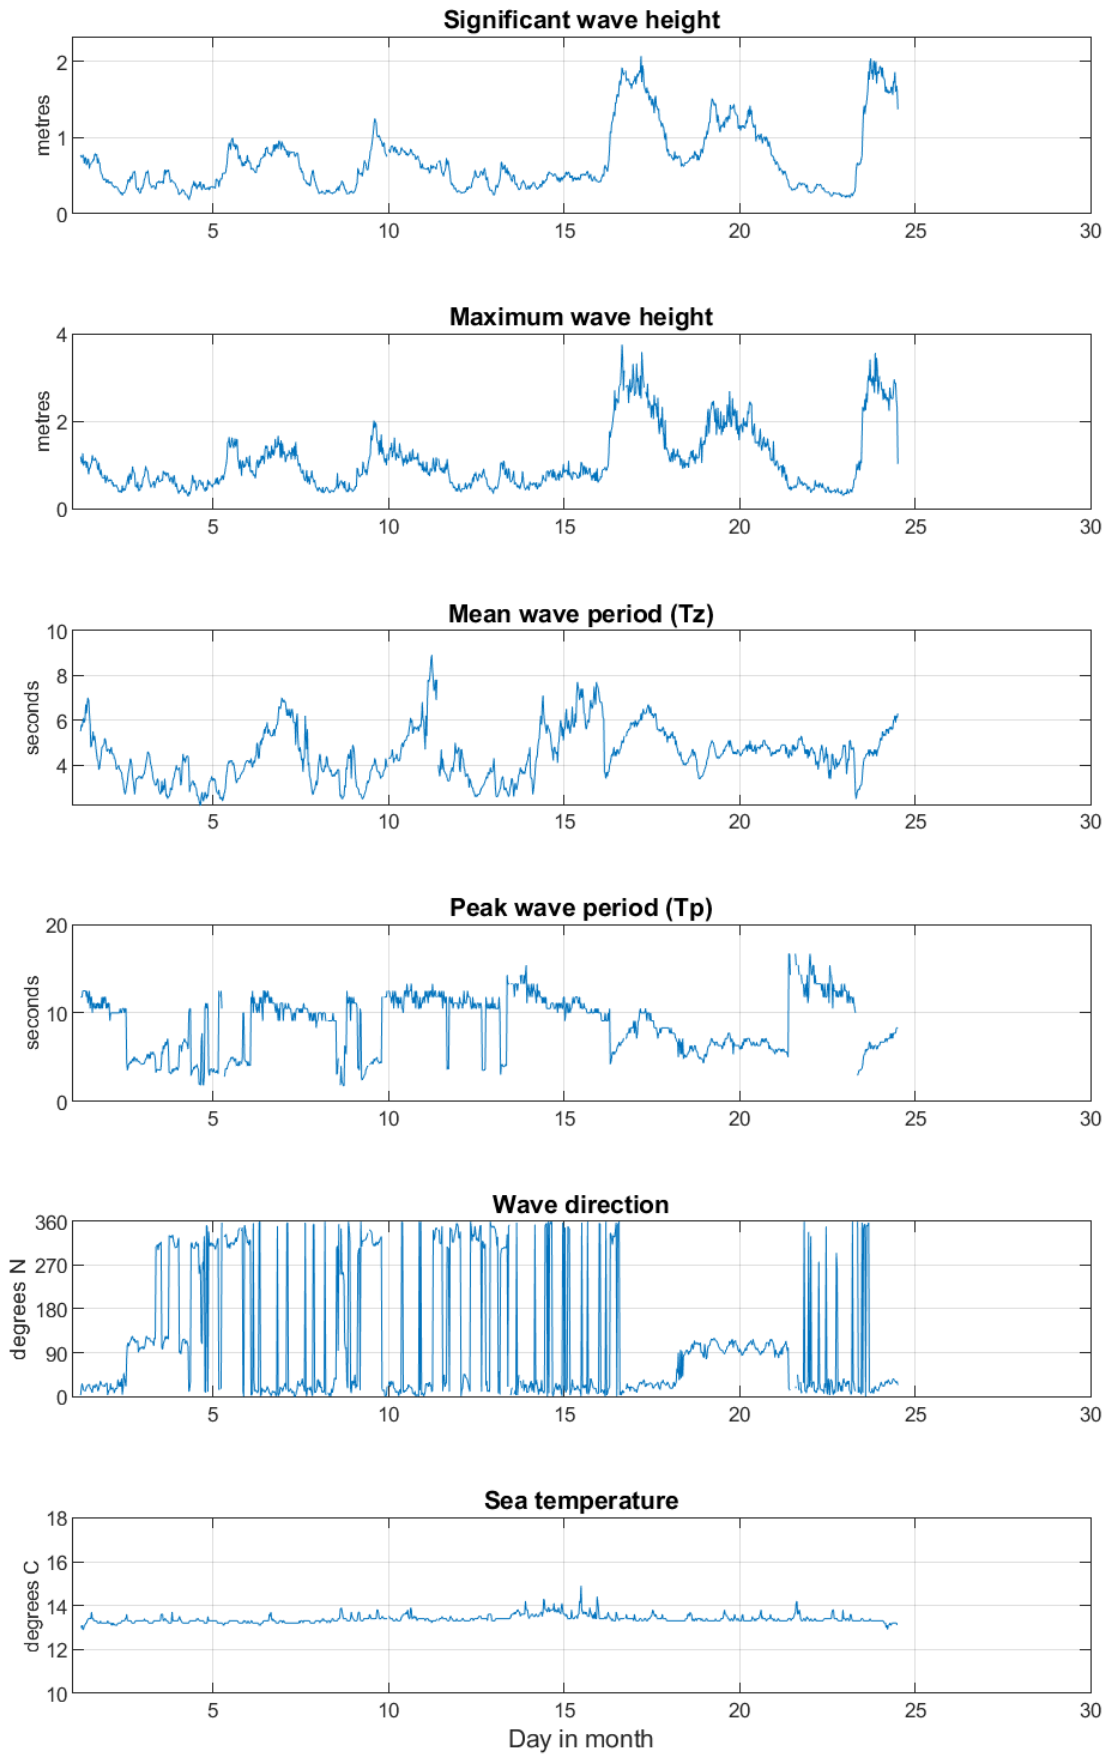 Significant wave height
metres
2
1
0
5 10 15 20 25 30
Maximum wave height
metres
4
2
0
5 10 15 20 25 30
Mean wave period (Tz)
seconds
10
8
6
4
5 10 15 20 25 30
Peak wave period (Tp)
seconds
20
10
0
5 10 15 20 25 30
Wave direction
degrees N
360
270
180
90
0
5 10 15 20 25 30
Sea temperature
degrees C
18
16
14
12
10
5 10 15 20 25 30
Day in month